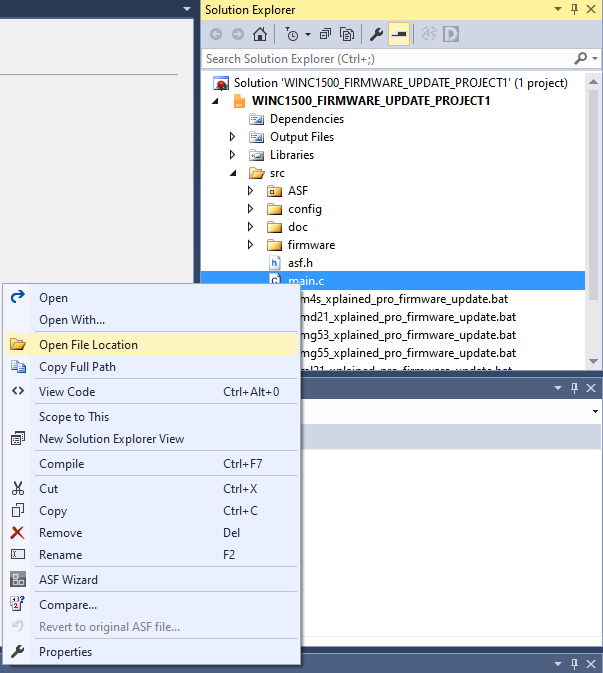 Solution Explorer
Search Solution Explorer (Ctrl+;)
Solution 'WINC1500_FIRMWARE_UPDATE_PROJECT1' (1 project)
WINC1500_FIRMWARE_UPDATE_PROJECT1
Dependencies
Output Files
Libraries
src
ASF
config
doc
firmware
asf.h
main.c
m4s_xplained_pro_firmware_update.bat
md21_xplained_pro_firmware_update.bat
mg53_xplained_pro_firmware_update.bat
mg55_xplained_pro_firmware_update.bat
ml21_xplained_pro_firmware_update.bat
Open
Open With...
Open File Location
Copy Full Path
View Code Ctrl+Alt+0
Scope to This
New Solution Explorer View
Compile Ctrl+F7
Cut Ctrl+X
Copy Ctrl+C
Remove Del
Rename F2
ASF Wizard
Compare...
Revert to original ASF file...
Properties